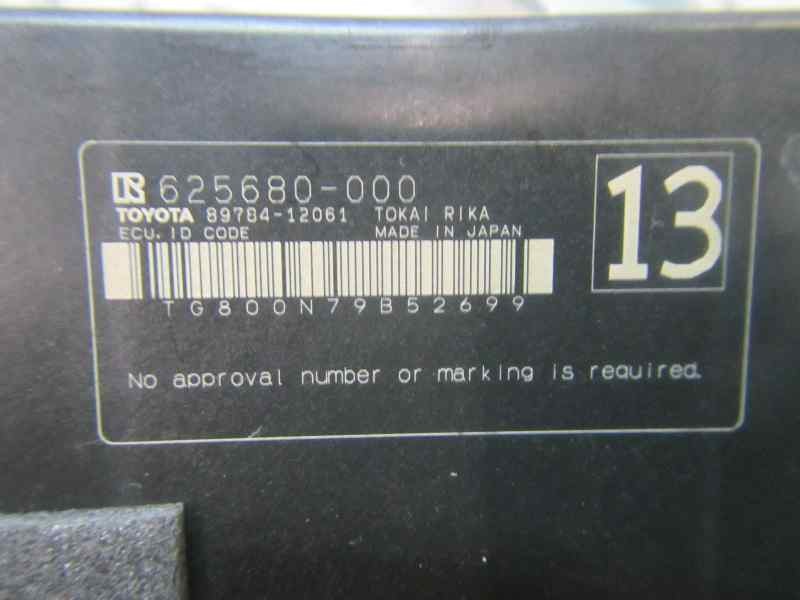 625680-000
13
TOYOTA 89784-12061 TOKAI RIKA
ECU. ID CODE MADE IN JAPAN
TG800N79B52699
No approval number or marking is required.